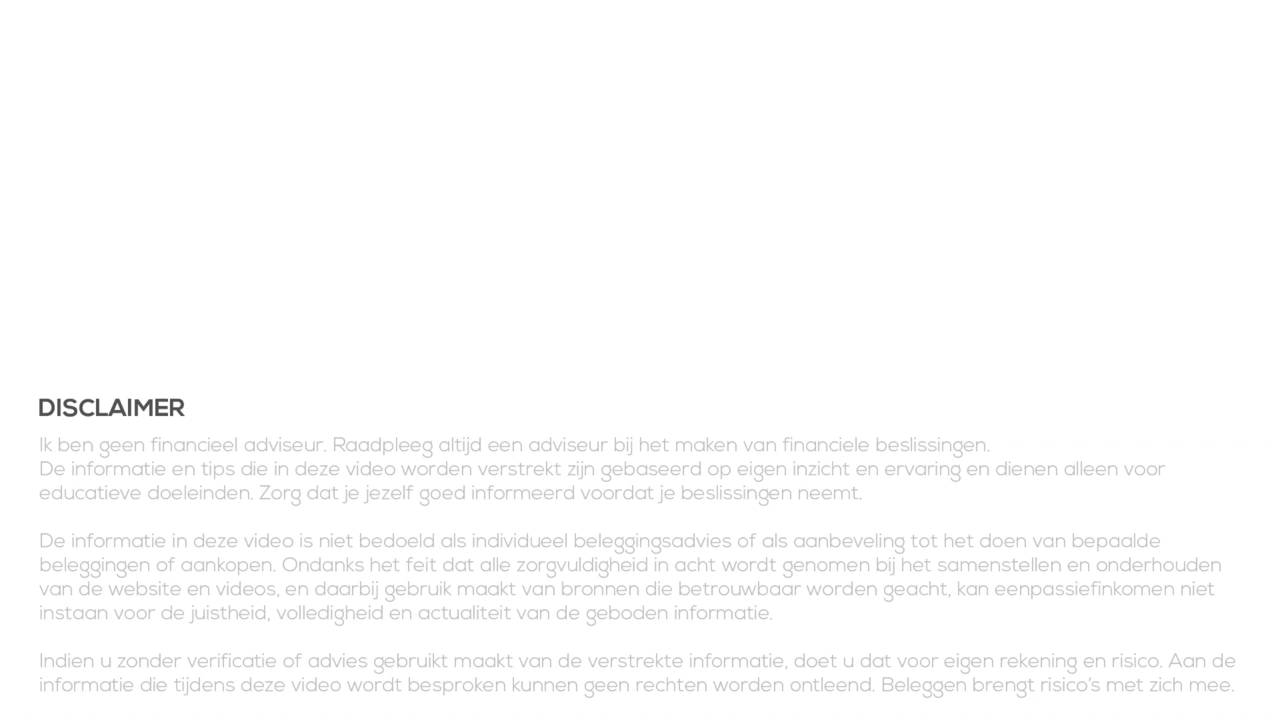 DISCLAIMER
Ik ben geen financieel adviseur. Raadpleeg altijd een adviseur bij het maken van financiele beslissingen.
De informatie en tips die in deze video worden verstrekt zijn gebaseerd op eigen inzicht en ervaring en dienen alleen voor
educatieve doeleinden. Zorg dat je jezelf goed informeerd voordat je beslissingen neemt.
De informatie in deze video is niet bedoeld als individueel beleggingsadvies of als aanbeveling tot het doen van bepaalde
beleggingen of aankopen. Ondanks het feit dat alle zorgvuldigheid in acht wordt genomen bij het samenstellen en onderhouden
van de website en videos, en daarbij gebruik maakt van bronnen die betrouwbaar worden geacht, kan eenpassiefinkomen niet
instaan voor de juistheid, volledigheid en actualiteit van de geboden informatie.
Indien u zonder verificatie of advies gebruikt maakt van de verstrekte informatie, doet u dat voor eigen rekening en risico. Aan de
informatie die tijdens deze video wordt besproken kunnen geen rechten worden ontleend. Beleggen brengt risico's met zich mee.